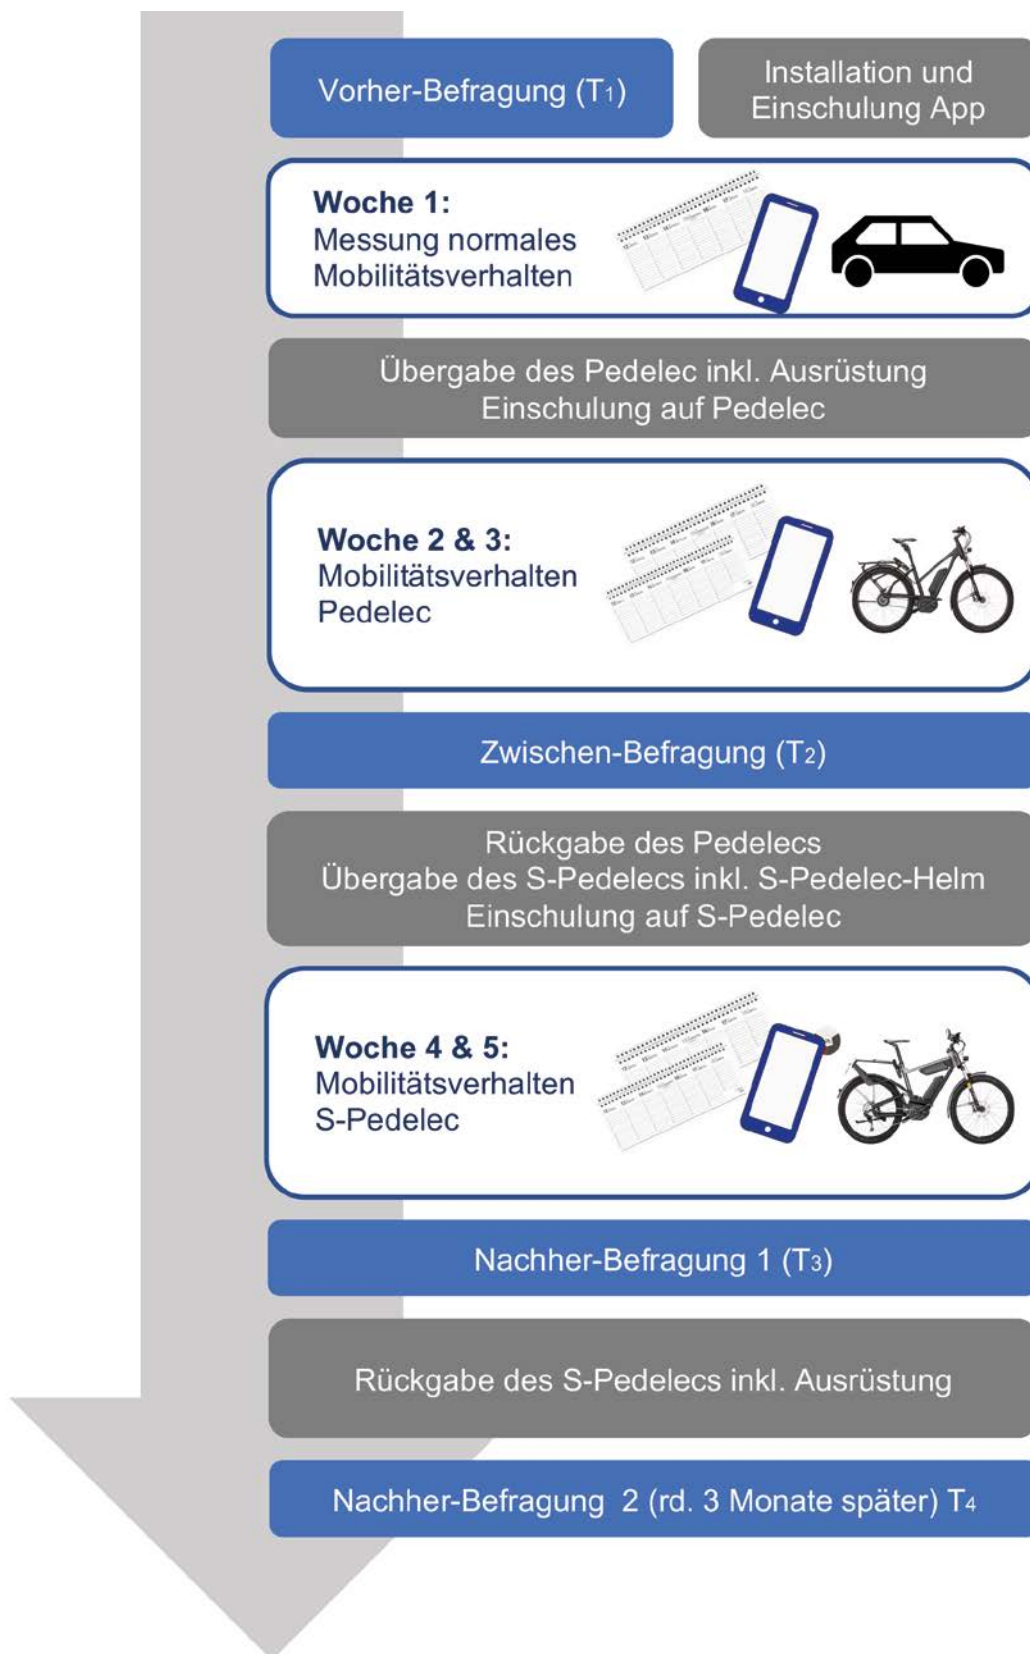 Vorher-Befragung (T1)
Installation und
Einschulung App
Woche 1:
Messung normales
Mobilitätsverhalten
Übergabe des Pedelec inkl. Ausrüstung
Einschulung auf Pedelec
Woche 2 & 3:
Mobilitätsverhalten
Pedelec
Zwischen-Befragung (T2)
Rückgabe des Pedelecs
Übergabe des S-Pedelecs inkl. S-Pedelec-Helm
Einschulung auf S-Pedelec
Woche 4 & 5:
Mobilitätsverhalten
S-Pedelec
Nachher-Befragung 1 (T3)
Rückgabe des S-Pedelecs inkl. Ausrüstung
Nachher-Befragung 2 (rd. 3 Monate später) T4